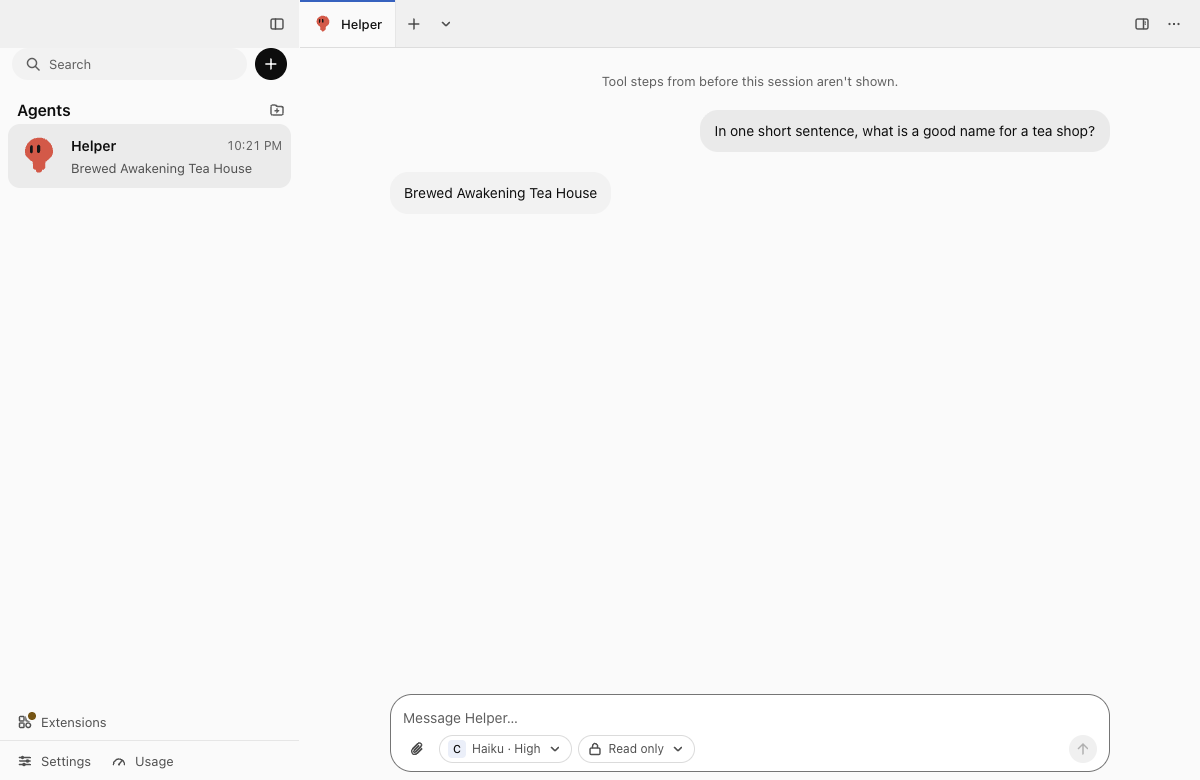 Helper
Search
Agents
Helper
10:21 PM
Brewed Awakening Tea House
Tool steps from before this session aren't shown.
In one short sentence, what is a good name for a tea shop?
Brewed Awakening Tea House
Message Helper...
C
Haiku · High
Read only
Extensions
Settings
Usage